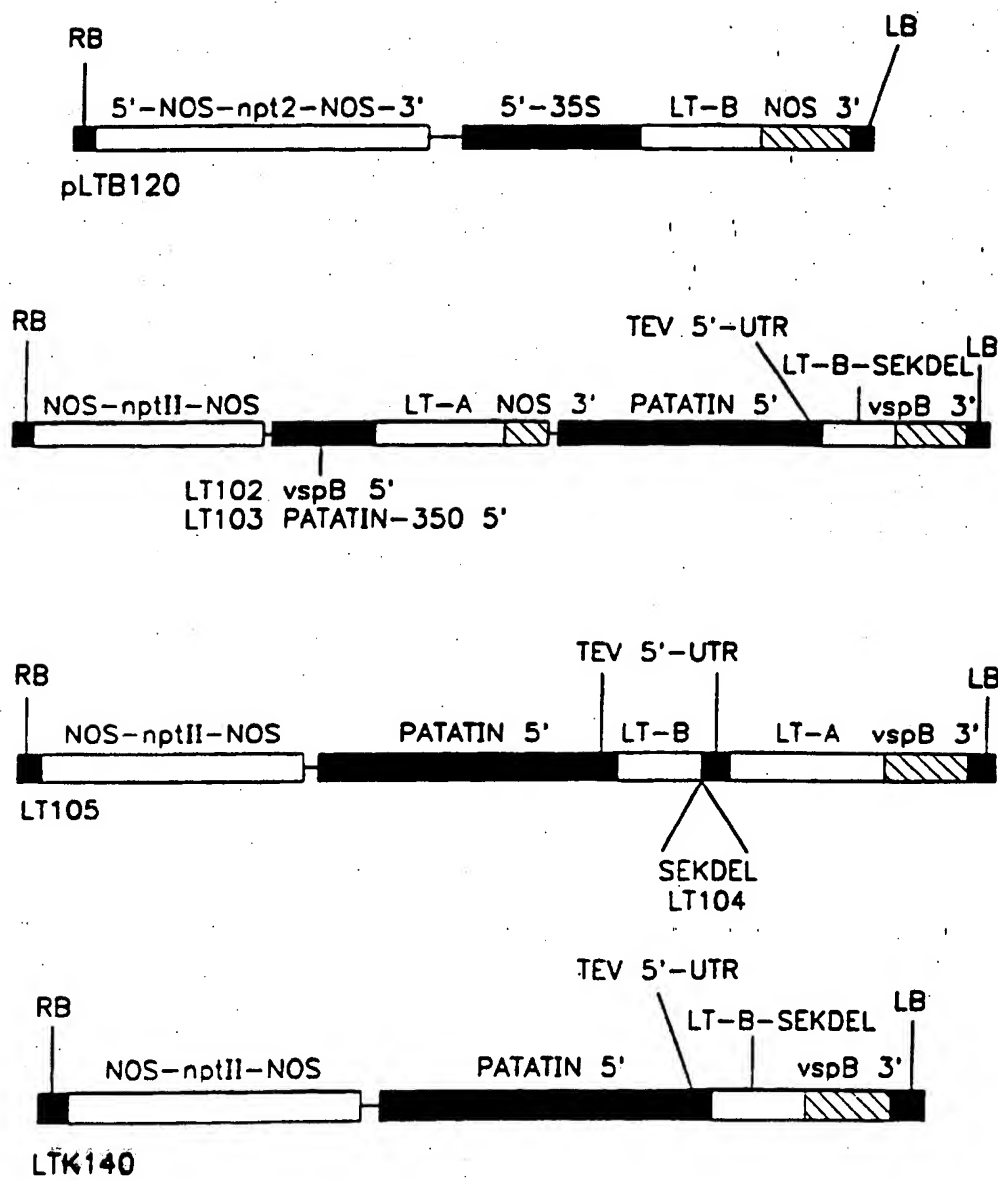 RB LB
5'-NOS-npt2-NOS-3' 5'-35S LT-B NOS 3'
pLTB120
RB TEV 5'-UTR LB
LT-B-SEKDEL
NOS-nptII-NOS LT-A NOS 3' PATATIN 5' vspB 3'
LT102 vspB 5'
LT103 PATATIN-350 5'
TEV 5'-UTR
RB LB
NOS-nptII-NOS PATATIN 5' LT-B LT-A vspB 3'
LT105
SEKDEL
LT104
TEV 5'-UTR
RB LB
LT-B-SEKDEL
NOS-nptII-NOS PATATIN 5' vspB 3'
LTK140